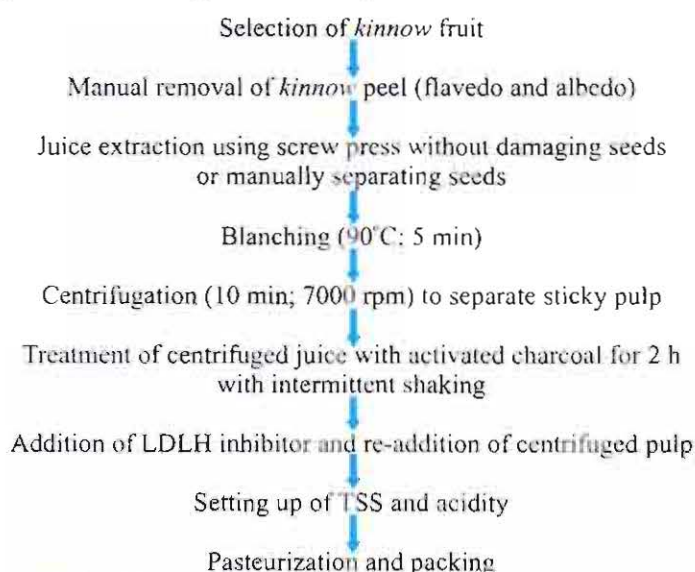 Selection of kinnow fruit
Manual removal of kinnow peel (flavedo and albedo)
Juice extraction using screw press without damaging seeds
or manually separating seeds
Blanching (90°C: 5 min)
Centrifugation (10 min; 7000 rpm) to separate sticky pulp
Treatment of centrifuged juice with activated charcoal for 2 h
with intermittent shaking
Addition of LDLH inhibitor and re-addition of centrifuged pulp
Setting up of TSS and acidity
Pasteurization and packing